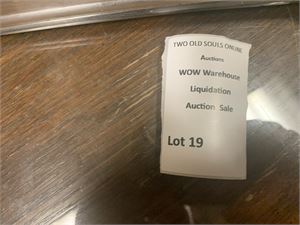 TWO OLD SOULS ONLINE
Auctions
WOW Warehouse
Liquidation
Auction Sale
Lot 19